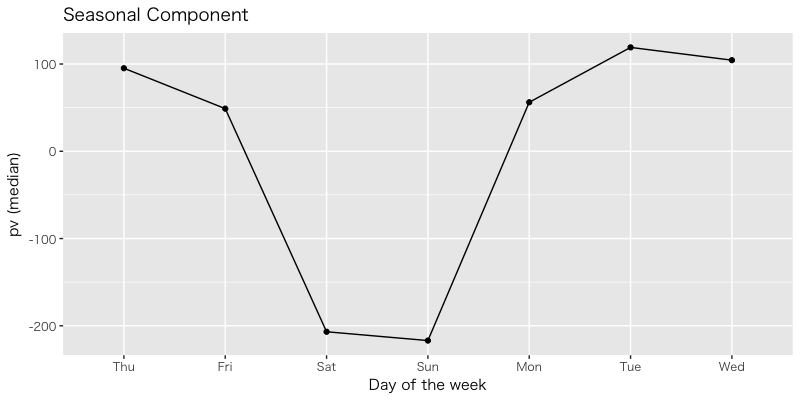 Seasonal Component
pv (median)
100
0
-100
-200
Thu Fri Sat Sun Mon Tue Wed
Day of the week